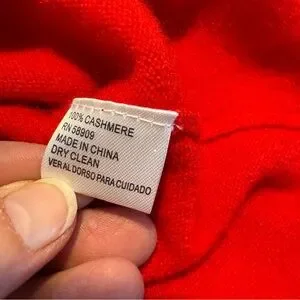 100% CASHMERE
RN 58909
MADE IN CHINA
DRY CLEAN
VER AL DORSO PARA CUIDADO